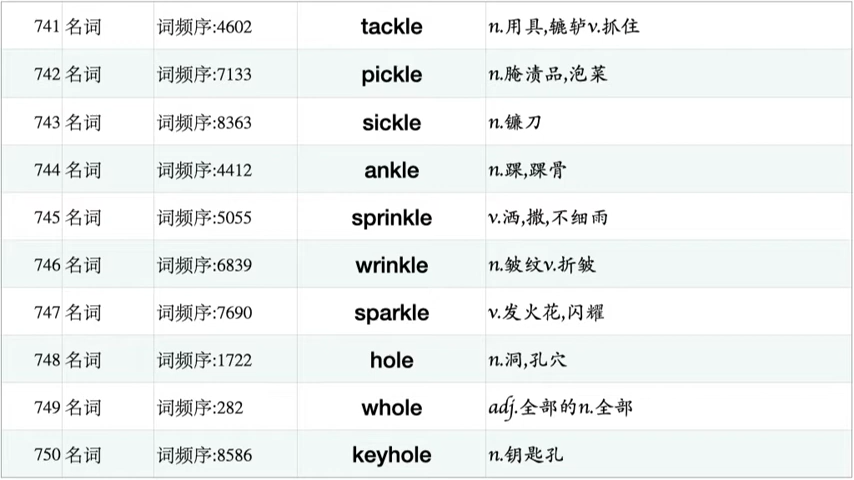 741 名词 词频序:4602 tackle n.用具,辘轳v.抓住
742 名词 词频序:7133 pickle n.腌渍品,泡菜
743 名词 词频序:8363 sickle n.镰刀
744 名词 词频序:4412 ankle n.踝,踝骨
745 名词 词频序:5055 sprinkle v.洒,撒,下细雨
746 名词 词频序:6839 wrinkle n.皱纹v.折皱
747 名词 词频序:7690 sparkle v.发火花,闪耀
748 名词 词频序:1722 hole n.洞,孔穴
749 名词 词频序:282 whole adj.全部的n.全部
750 名词 词频序:8586 keyhole n.钥匙孔